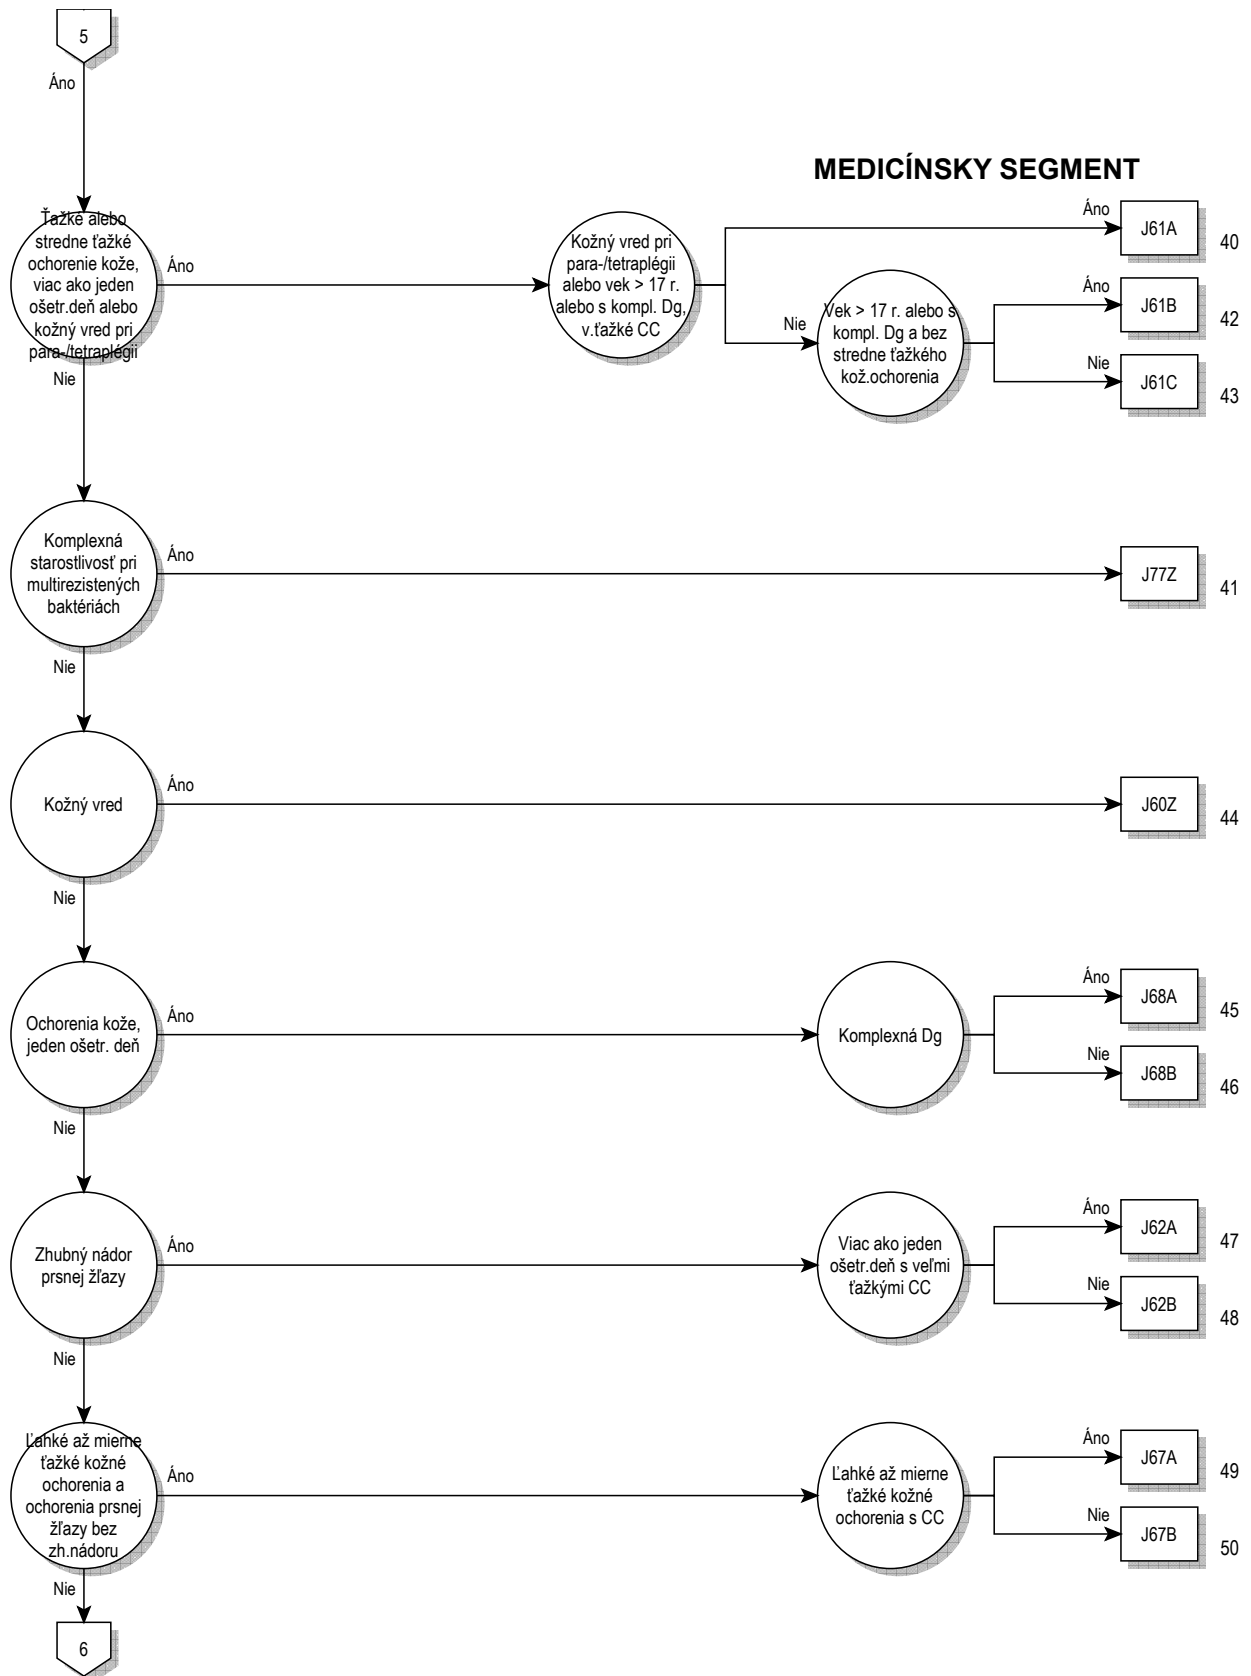 5
Áno
MEDICÍNSKY SEGMENT
Ťažké alebo
stredne ťažké
ochorenie kože,
viac ako jeden
ošetr.deň alebo
kožný vred pri
para-/tetraplégii
Áno
Kožný vred pri
para-/tetraplégii
alebo vek > 17 r.
alebo s kompl. Dg,
v.ťažké CC
Áno
J61A
40
Nie
Vek > 17 r. alebo s
kompl. Dg a bez
stredne ťažkého
kož.ochorenia
Áno
J61B
42
Nie
J61C
43
Nie
Komplexná
starostlivosť pri
multirezistených
baktériách
Áno
J77Z
41
Nie
Kožný vred
Áno
J60Z
44
Nie
Ochorenia kože,
jeden ošetr. deň
Áno
Komplexná Dg
Áno
J68A
45
Nie
J68B
46
Nie
Zhubný nádor
prsnej žľazy
Áno
Viac ako jeden
ošetr.deň s veľmi
ťažkými CC
Áno
J62A
47
Nie
J62B
48
Nie
Ľahké až mierne
ťažké kožné
ochorenia a
ochorenia prsnej
žľazy bez
zh.nádoru
Áno
Ľahké až mierne
ťažké kožné
ochorenia s CC
Áno
J67A
49
Nie
J67B
50
Nie
6